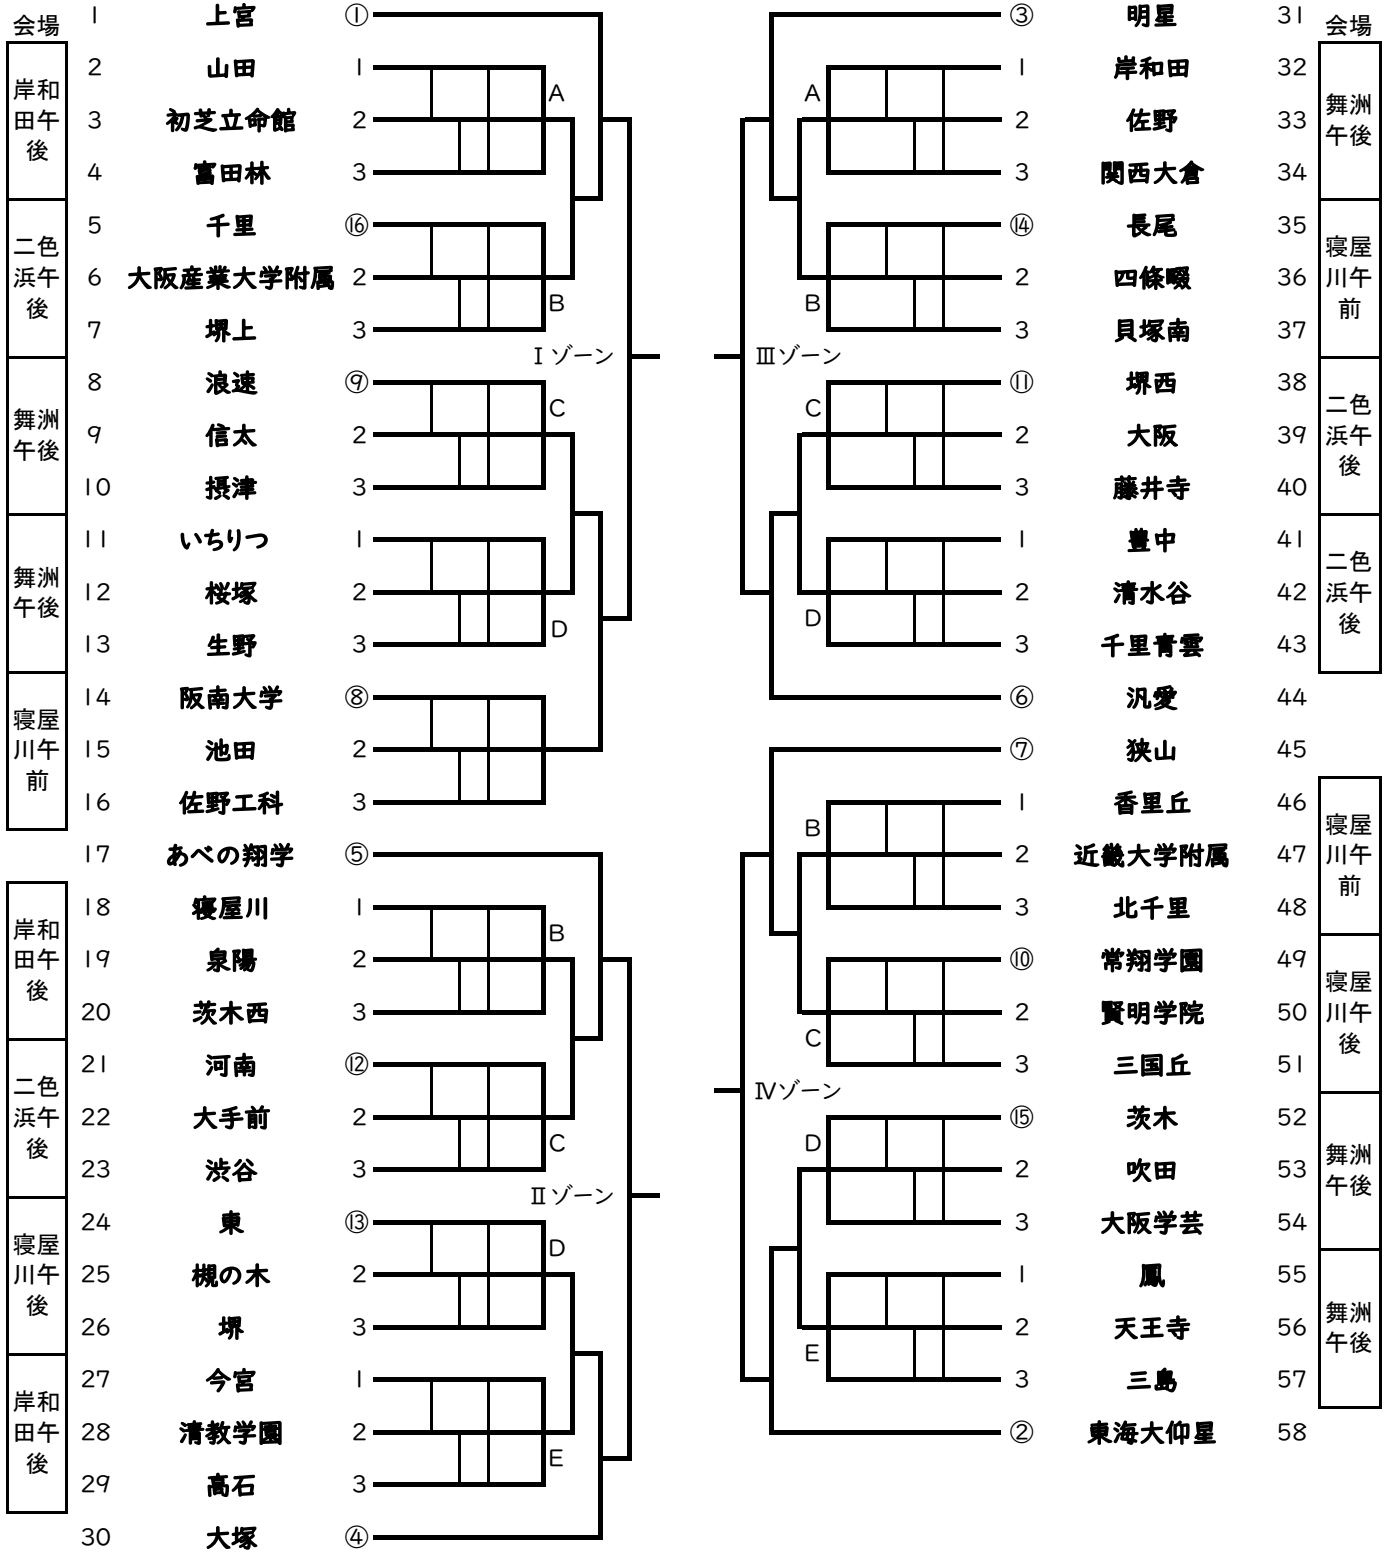 会場
1 上宮 ①
岸和
田午
後
2 山田 1
A
3 初芝立命館 2
4 富田林 3
二色
浜午
後
5 千里 ⑯
6 大阪産業大学附属 2
B
7 堺上 3
Ⅰゾーン
舞洲
午後
8 浪速 ⑨
C
9 信太 2
10 摂津 3
舞洲
午後
11 いちりつ 1
12 桜塚 2
D
13 生野 3
寝屋
川午
前
14 阪南大学 ⑧
15 池田 2
16 佐野工科 3
17 あべの翔学 ⑤
岸和
田午
後
18 寝屋川 1
B
19 泉陽 2
20 茨木西 3
二色
浜午
後
21 河南 ⑫
22 大手前 2
C
23 渋谷 3
Ⅱゾーン
寝屋
川午
後
24 東 ⑬
D
25 槻の木 2
26 堺 3
岸和
田午
後
27 今宮 1
28 清教学園 2
E
29 高石 3
30 大塚 ④
③ 明星 31
会場
舞洲
午後
1 岸和田 32
A
2 佐野 33
3 関西大倉 34
寝屋
川午
前
⑭ 長尾 35
2 四條畷 36
B
3 貝塚南 37
Ⅲゾーン
二色
浜午
後
⑪ 堺西 38
C
2 大阪 39
3 藤井寺 40
二色
浜午
後
1 豊中 41
2 清水谷 42
D
3 千里青雲 43
⑥ 汎愛 44
⑦ 狭山 45
寝屋
川午
前
1 香里丘 46
B
2 近畿大学附属 47
3 北千里 48
寝屋
川午
後
⑩ 常翔学園 49
2 賢明学院 50
C
3 三国丘 51
Ⅳゾーン
舞洲
午後
⑮ 茨木 52
D
2 吹田 53
3 大阪学芸 54
舞洲
午後
1 鳳 55
2 天王寺 56
E
3 三島 57
② 東海大仰星 58